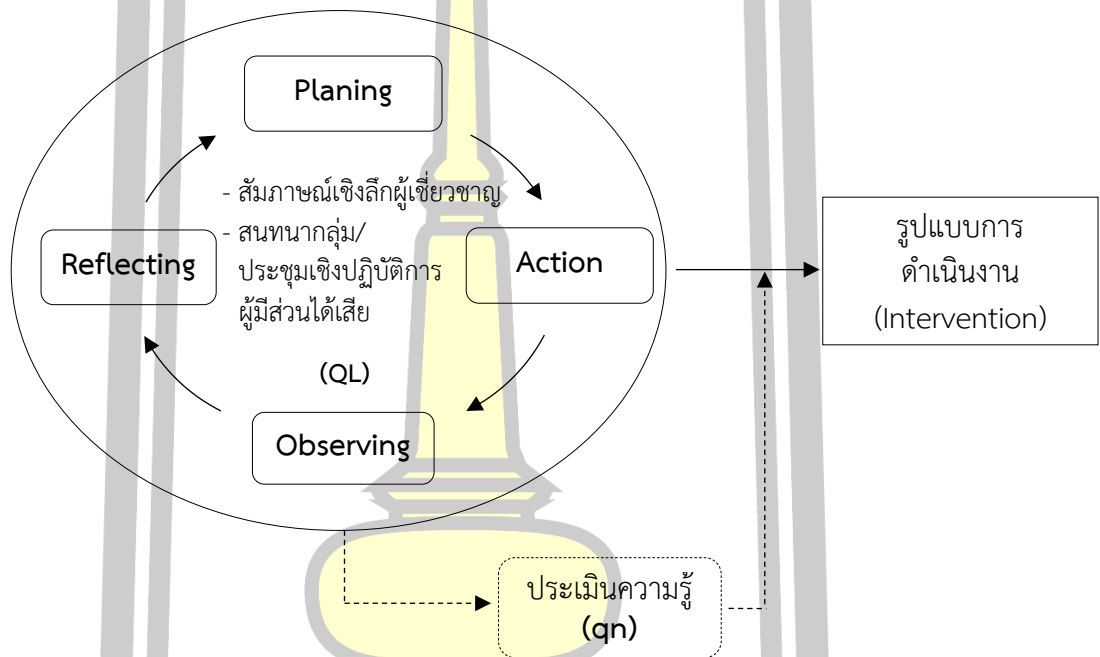 Planing
- สัมภาษณ์เชิงลึกผู้เชี่ยวชาญ
- สนทนากลุ่ม/
ประชุมเชิงปฏิบัติการ
ผู้มีส่วนได้เสีย
(QL)
Reflecting
Action
Observing
รูปแบบการ
ดำเนินงาน
(Intervention)
ประเมินความรู้
(qn)